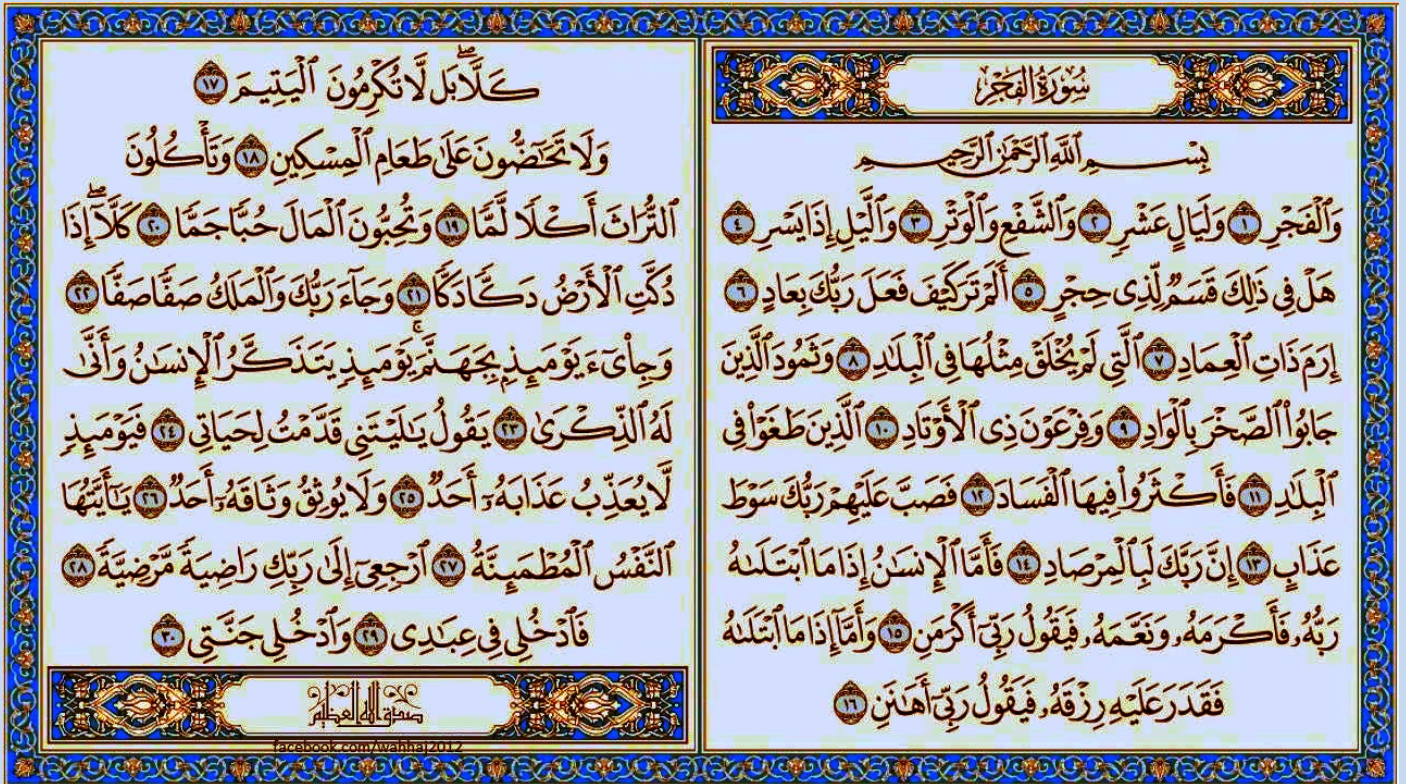 سُورَةُ الفَجْرِ
بِسْمِ ٱللَّهِ ٱلرَّحْمَٰنِ ٱلرَّحِيمِ
وَٱلْفَجْرِ ١ وَلَيَالٍ عَشْرٍ ٢ وَٱلشَّفْعِ وَٱلْوَتْرِ ٣ وَٱلَّيْلِ إِذَا يَسْرِ ٤
هَلْ فِى ذَٰلِكَ قَسَمٌ لِّذِى حِجْرٍ ٥ أَلَمْ تَرَ كَيْفَ فَعَلَ رَبُّكَ بِعَادٍ ٦
إِرَمَ ذَاتِ ٱلْعِمَادِ ٧ ٱلَّتِى لَمْ يُخْلَقْ مِثْلُهَا فِى ٱلْبِلَٰدِ ٨ وَثَمُودَ ٱلَّذِينَ
جَابُوا۟ ٱلصَّخْرَ بِٱلْوَادِ ٩ وَفِرْعَوْنَ ذِى ٱلْأَوْتَادِ ١٠ ٱلَّذِينَ طَغَوْا۟ فِى
ٱلْبِلَٰدِ ١١ فَأَكْثَرُوا۟ فِيهَا ٱلْفَسَادَ ١٢ فَصَبَّ عَلَيْهِمْ رَبُّكَ سَوْطَ
عَذَابٍ ١٣ إِنَّ رَبَّكَ لَبِٱلْمِرْصَادِ ١٤ فَأَمَّا ٱلْإِنسَٰنُ إِذَا مَا ٱبْتَلَىٰهُ
رَبُّهُۥ فَأَكْرَمَهُۥ وَنَعَّمَهُۥ فَيَقُولُ رَبِّىٓ أَكْرَمَنِ ١٥ وَأَمَّآ إِذَا مَا ٱبْتَلَىٰهُ
فَقَدَرَ عَلَيْهِ رِزْقَهُۥ فَيَقُولُ رَبِّىٓ أَهَٰنَنِ ١٦
كَلَّا ۖ بَل لَّا تُكْرِمُونَ ٱلْيَتِيمَ ١٧
وَلَا تَحَٰٓضُّونَ عَلَىٰ طَعَامِ ٱلْمِسْكِينِ ١٨ وَتَأْكُلُونَ
ٱلتُّرَاثَ أَكْلًا لَّمًّا ١٩ وَتُحِبُّونَ ٱلْمَالَ حُبًّا جَمًّا ٢٠ كَلَّآ ۖ إِذَا
دُكَّتِ ٱلْأَرْضُ دَكًّا دَكًّا ٢١ وَجَآءَ رَبُّكَ وَٱلْمَلَكُ صَفًّا صَفًّا ٢٢
وَجِا۟ىٓءَ يَوْمَئِذٍۭ بِجَهَنَّمَ ۚ يَوْمَئِذٍ يَتَذَكَّرُ ٱلْإِنسَٰنُ وَأَنَّىٰ
لَهُ ٱلذِّكْرَىٰ ٢٣ يَقُولُ يَٰلَيْتَنِى قَدَّمْتُ لِحَيَاتِى ٢٤ فَيَوْمَئِذٍ
لَّا يُعَذِّبُ عَذَابَهُۥٓ أَحَدٌ ٢٥ وَلَا يُوثِقُ وَثَاقَهُۥٓ أَحَدٌ ٢٦ يَٰٓأَيَّتُهَا
ٱلنَّفْسُ ٱلْمُطْمَئِنَّةُ ٢٧ ٱرْجِعِىٓ إِلَىٰ رَبِّكِ رَاضِيَةً مَّرْضِيَّةً ٢٨
فَٱدْخُلِى فِى عِبَٰدِى ٢٩ وَٱدْخُلِى جَنَّتِى ٣٠
صدق الله العظيم
facebook.com/wahhaj2012